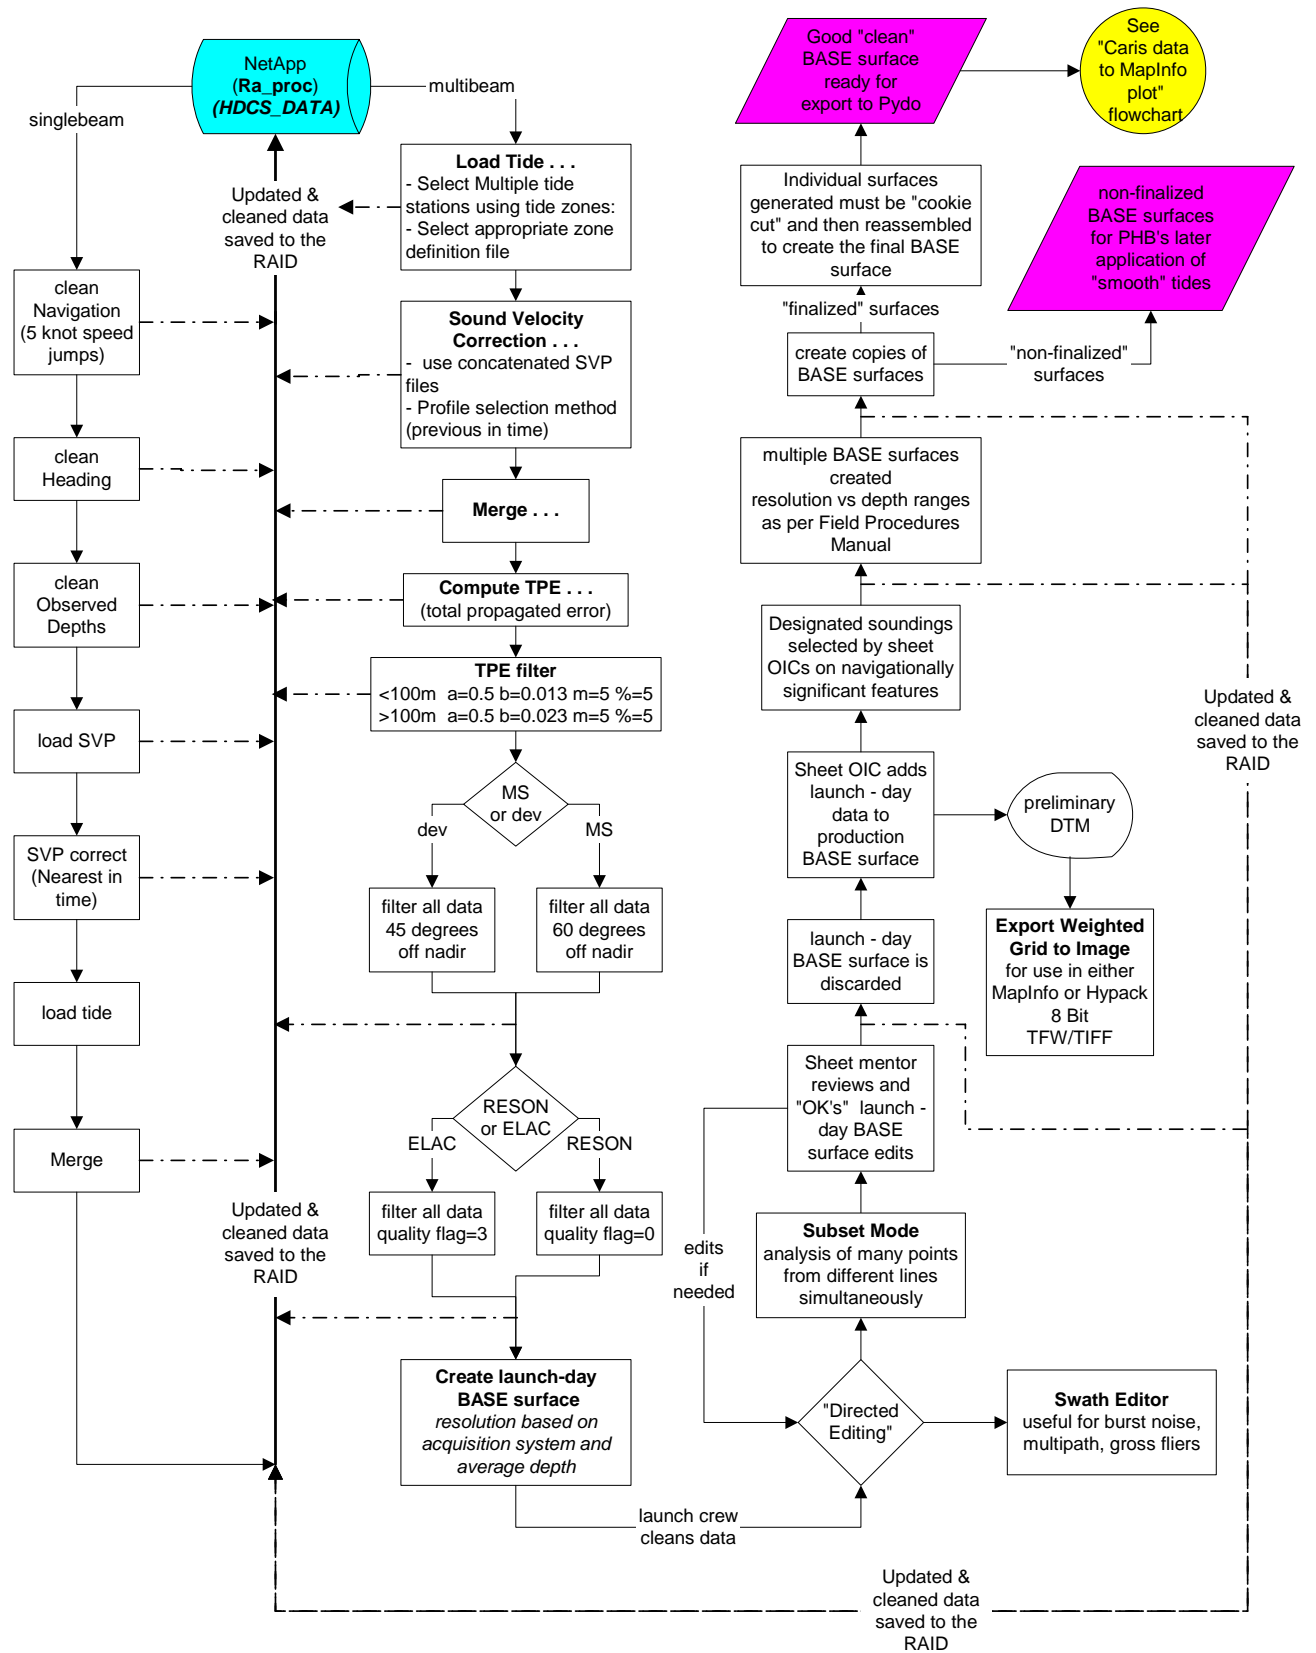 NetApp
(Ra_proc)
(HDCS_DATA)
singlebeam
multibeam
Updated &
cleaned data
saved to the
RAID
clean
Navigation
(5 knot speed
jumps)
clean
Heading
clean
Observed
Depths
load SVP
SVP correct
(Nearest in
time)
load tide
Merge
Updated &
cleaned data
saved to the
RAID
Load Tide . . .
- Select Multiple tide
stations using tide zones:
- Select appropriate zone
definition file
Sound Velocity
Correction . . .
- use concatenated SVP
files
- Profile selection method
(previous in time)
Merge . . .
Compute TPE . . .
(total propagated error)
TPE filter
<100m a=0.5 b=0.013 m=5 %=5
>100m a=0.5 b=0.023 m=5 %=5
MS
or dev
dev
MS
filter all data
45 degrees
off nadir
filter all data
60 degrees
off nadir
RESON
or ELAC
ELAC
RESON
filter all data
quality flag=3
filter all data
quality flag=0
Create launch-day
BASE surface
resolution based on
acquisition system and
average depth
launch crew
cleans data
"Directed
Editing"
Swath Editor
useful for burst noise,
multipath, gross fliers
Subset Mode
analysis of many points
from different lines
simultaneously
edits
if
needed
Sheet mentor
reviews and
"OK's" launch -
day BASE
surface edits
launch - day
BASE surface is
discarded
Sheet OIC adds
launch - day
data to
production
BASE surface
preliminary
DTM
Export Weighted
Grid to Image
for use in either
MapInfo or Hypack
8 Bit
TFW/TIFF
Designated soundings
selected by sheet
OICs on navigationally
significant features
multiple BASE surfaces
created
resolution vs depth ranges
as per Field Procedures
Manual
create copies of
BASE surfaces
"non-finalized"
surfaces
non-finalized
BASE surfaces
for PHB's later
application of
"smooth" tides
"finalized" surfaces
Individual surfaces
generated must be "cookie
cut" and then reassembled
to create the final BASE
surface
Good "clean"
BASE surface
ready for
export to Pydo
See
"Caris data
to MapInfo
plot"
flowchart
Updated &
cleaned data
saved to the
RAID
Updated &
cleaned data
saved to the
RAID